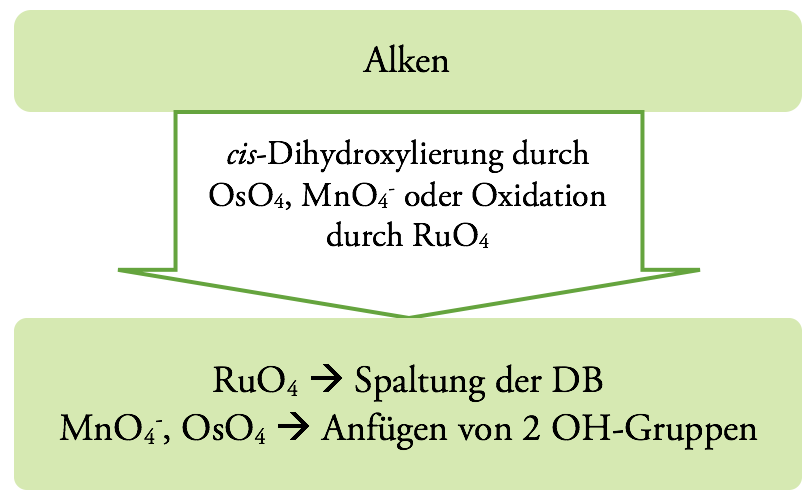 Alken
cis-Dihydroxylierung durch
OsO₄, MnO₄⁻ oder Oxidation
durch RuO₄
RuO₄ → Spaltung der DB
MnO₄⁻, OsO₄ → Anfügen von 2 OH-Gruppen